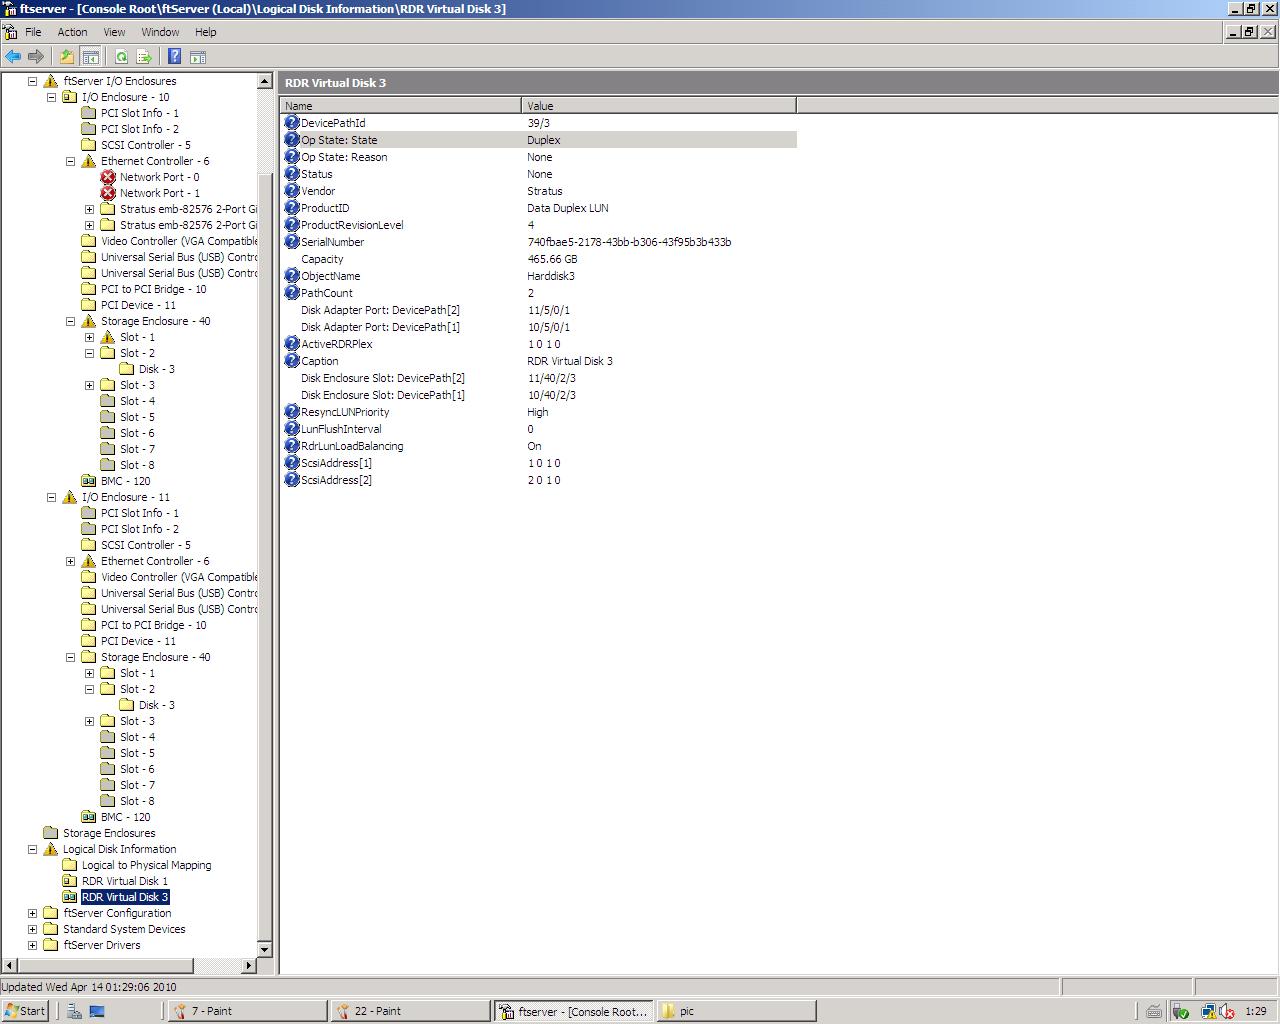 ftserver - [Console Root\ftServer (Local)\Logical Disk Information\RDR Virtual Disk 3]
File Action View Window Help
ftServer I/O Enclosures
I/O Enclosure - 10
PCI Slot Info - 1
PCI Slot Info - 2
SCSI Controller - 5
Ethernet Controller - 6
Network Port - 0
Network Port - 1
Stratus emb-82576 2-Port Gi
Stratus emb-82576 2-Port Gi
Video Controller (VGA Compatible
Universal Serial Bus (USB) Contro
Universal Serial Bus (USB) Contro
PCI to PCI Bridge - 10
PCI Device - 11
Storage Enclosure - 40
Slot - 1
Slot - 2
Disk - 3
Slot - 3
Slot - 4
Slot - 5
Slot - 6
Slot - 7
Slot - 8
BMC - 120
I/O Enclosure - 11
PCI Slot Info - 1
PCI Slot Info - 2
SCSI Controller - 5
Ethernet Controller - 6
Video Controller (VGA Compatible
Universal Serial Bus (USB) Contro
Universal Serial Bus (USB) Contro
PCI to PCI Bridge - 10
PCI Device - 11
Storage Enclosure - 40
Slot - 1
Slot - 2
Disk - 3
Slot - 3
Slot - 4
Slot - 5
Slot - 6
Slot - 7
Slot - 8
BMC - 120
Storage Enclosures
Logical Disk Information
Logical to Physical Mapping
RDR Virtual Disk 1
RDR Virtual Disk 3
ftServer Configuration
Standard System Devices
ftServer Drivers
RDR Virtual Disk 3
Name Value
DevicePathId 39/3
Op State: State Duplex
Op State: Reason None
Status None
Vendor Stratus
ProductID Data Duplex LUN
ProductRevisionLevel 4
SerialNumber 740fbae5-2178-43bb-b306-43f95b3b433b
Capacity 465.66 GB
ObjectName Harddisk3
PathCount 2
Disk Adapter Port: DevicePath[2] 11/5/0/1
Disk Adapter Port: DevicePath[1] 10/5/0/1
ActiveRDRPlex 1 0 1 0
Caption RDR Virtual Disk 3
Disk Enclosure Slot: DevicePath[2] 11/40/2/3
Disk Enclosure Slot: DevicePath[1] 10/40/2/3
ResyncLUNPriority High
LunFlushInterval 0
RdrLunLoadBalancing On
ScsiAddress[1] 1 0 1 0
ScsiAddress[2] 2 0 1 0
Updated Wed Apr 14 01:29:06 2010
Start 7 - Paint 22 - Paint ftserver - [Console Root... pic 1:29